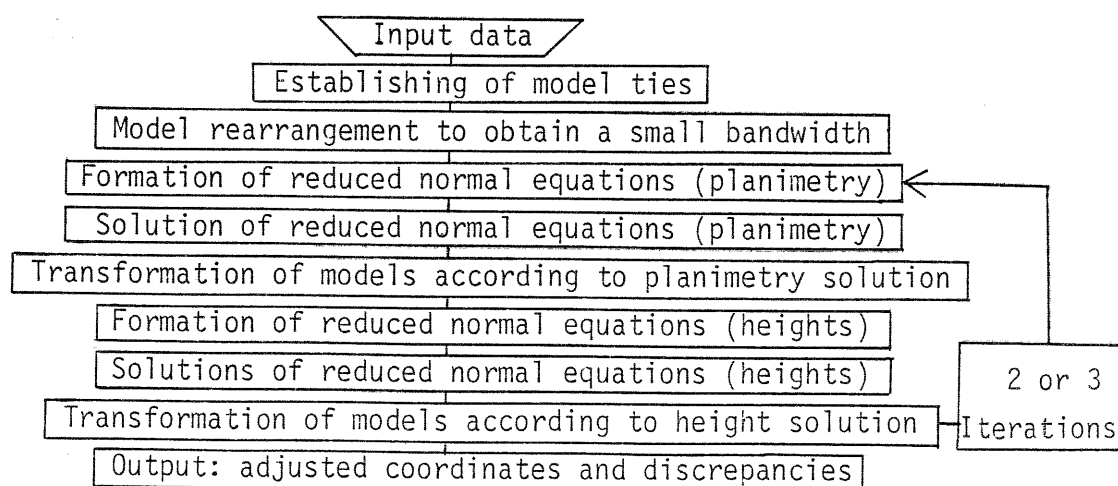 Input data
Establishing of model ties
Model rearrangement to obtain a small bandwidth
Formation of reduced normal equations (planimetry)
Solution of reduced normal equations (planimetry)
Transformation of models according to planimetry solution
Formation of reduced normal equations (heights)
Solutions of reduced normal equations (heights)
Transformation of models according to height solution
2 or 3
Iterations
Output: adjusted coordinates and discrepancies